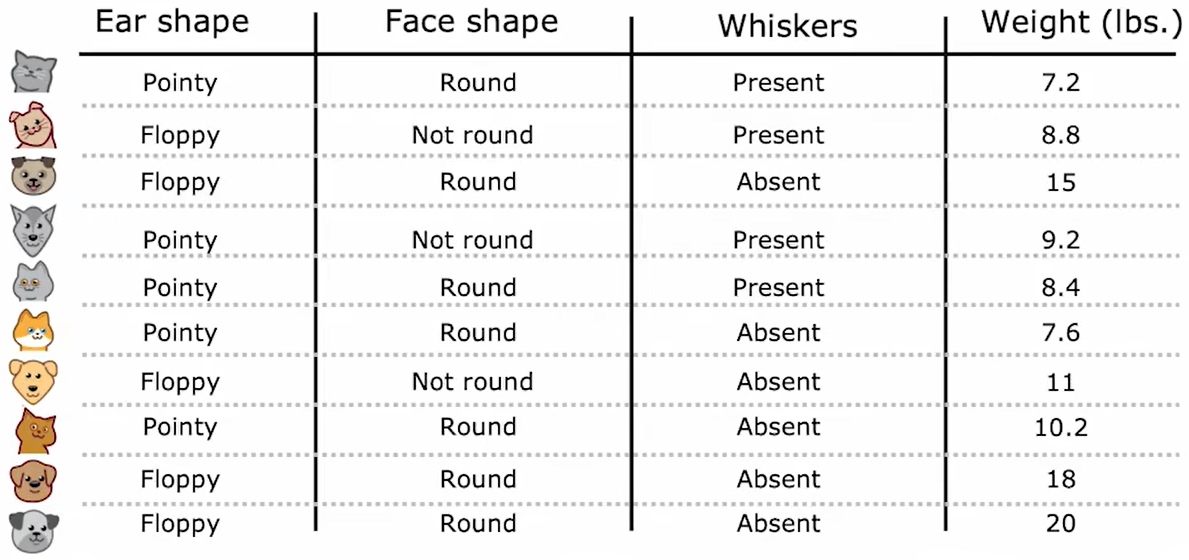 Ear shape Face shape Whiskers Weight (lbs.)
Pointy Round Present 7.2
Floppy Not round Present 8.8
Floppy Round Absent 15
Pointy Not round Present 9.2
Pointy Round Present 8.4
Pointy Round Absent 7.6
Floppy Not round Absent 11
Pointy Round Absent 10.2
Floppy Round Absent 18
Floppy Round Absent 20